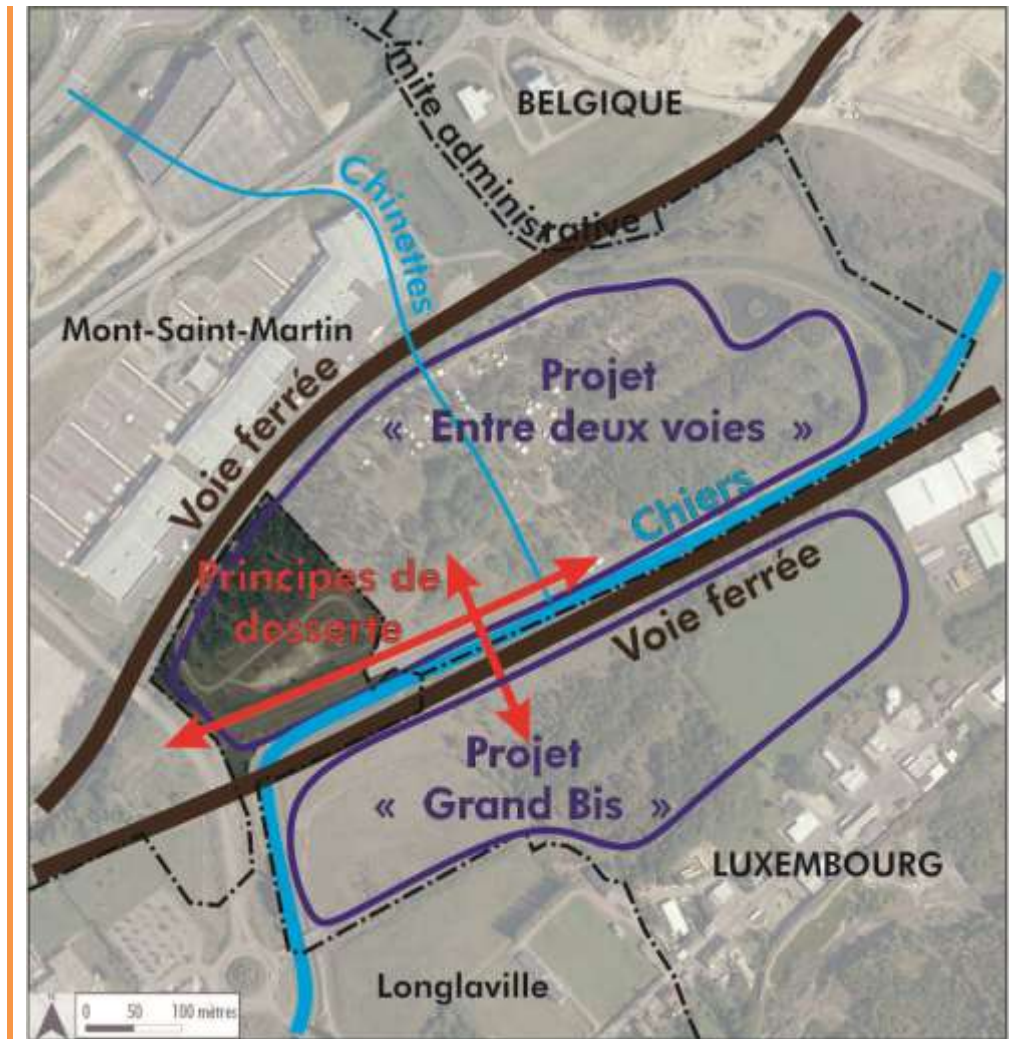 BELGIQUE
Limite administrative
Chinettes
Mont-Saint-Martin
Projet
« Entre deux voies »
Voie ferrée
Chiers
Principes de
desserte
Voie ferrée
Projet
« Grand Bis »
LUXEMBOURG
Longlaville
0 50 100 mètres